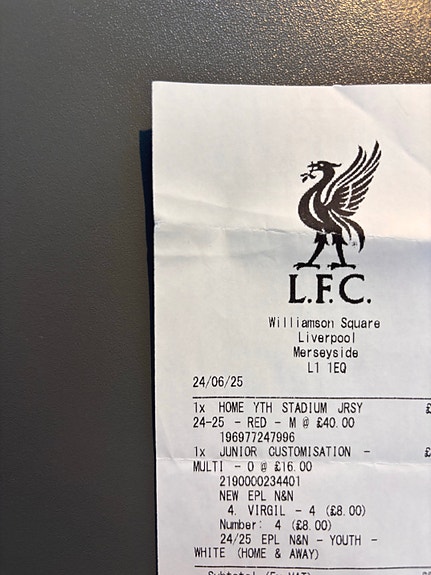 L.F.C.
Williamson Square
Liverpool
Merseyside
L1 1EQ
24/06/25
1x HOME YTH STADIUM JRSY £
24-25 - RED - M @ £40.00
196977247996
1x JUNIOR CUSTOMISATION - £
MULTI - 0 @ £16.00
2190000234401
NEW EPL N&N
4. VIRGIL - 4 (£8.00)
Number: 4 (£8.00)
24/25 EPL N&N - YOUTH -
WHITE (HOME & AWAY)